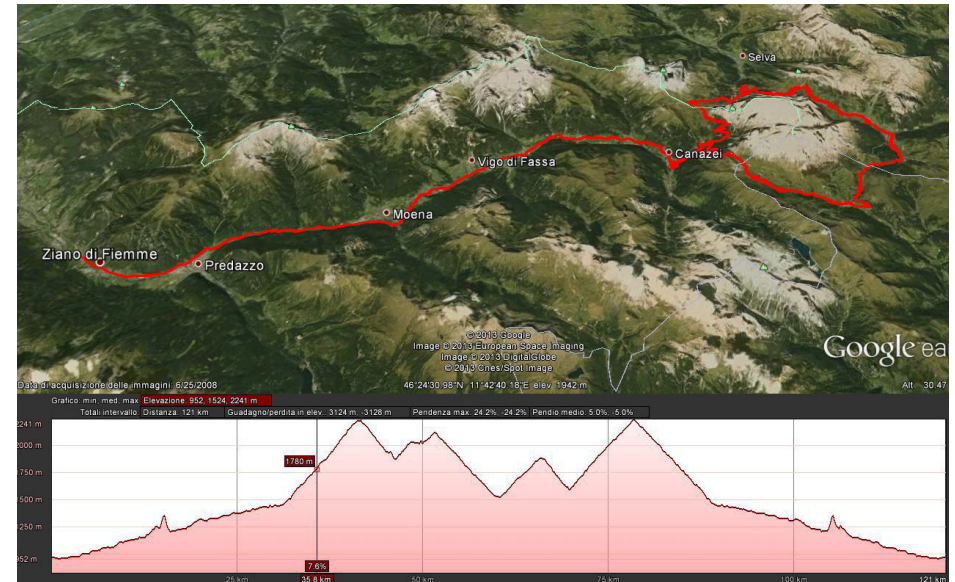 Selva
Canazei
Vigo di Fassa
Moena
Ziano di Fiemme
Predazzo
© 2013 Google
Image © 2013 European Space Imaging
Image © 2013 DigitalGlobe
© 2013 Cnes/Spot Image
Google ea
Data di acquisizione delle immagini: 6/25/2008 46°24'30.98"N 11°42'40.18"E elev 1942 m Alt 30.47
Grafico: min, med, max Elevazione: 952, 1524, 2241 m
Totali intervallo: Distanza: 121 km Guadagno/perdita in elev.: 3124 m, -3128 m Pendenza max: 24.2%, -24.2% Pendio medio: 5.0%, -5.0%
2241 m
2000 m
1780 m
1750 m
1500 m
1250 m
952 m
7.6%
25 km 35.8 km 50 km 75 km 100 km 121 km